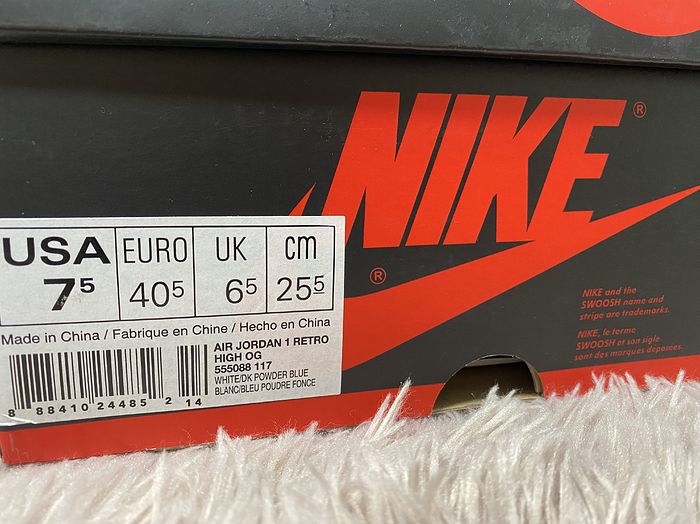 NIKE®
®
USA EURO UK cm
7⁵ 40⁵ 6⁵ 25⁵
Made in China / Fabrique en Chine / Hecho en China
AIR JORDAN 1 RETRO
HIGH OG
555088 117
WHITE/DK POWDER BLUE
BLANC/BLEU POUDRE FONCE
8 88410 24485 2 14
NIKE and the
SWOOSH name and
stripe are trademarks.
NIKE, le terme
SWOOSH et son sigle
sont des marques deposees.